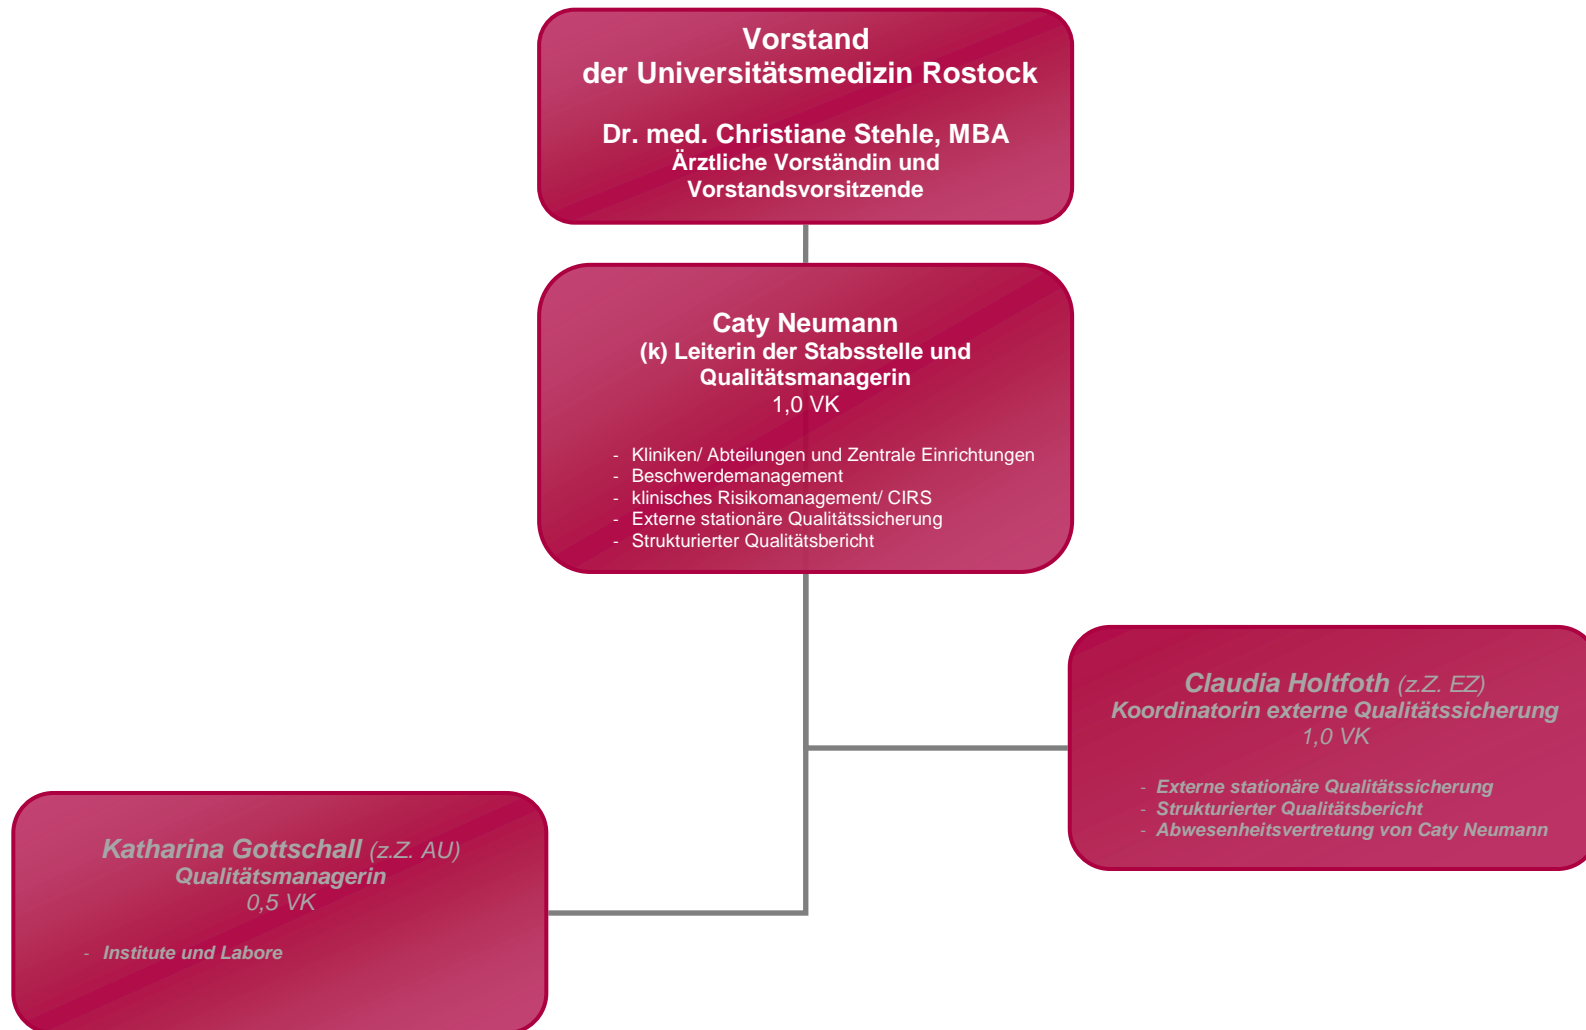 Vorstand
der Universitätsmedizin Rostock
Dr. med. Christiane Stehle, MBA
Ärztliche Vorständin und
Vorstandsvorsitzende
Caty Neumann
(k) Leiterin der Stabsstelle und
Qualitätsmanagerin
1,0 VK
- Kliniken/ Abteilungen und Zentrale Einrichtungen
- Beschwerdemanagement
- klinisches Risikomanagement/ CIRS
- Externe stationäre Qualitätssicherung
- Strukturierter Qualitätsbericht
Claudia Holtfoth (z.Z. EZ)
Koordinatorin externe Qualitätssicherung
1,0 VK
- Externe stationäre Qualitätssicherung
- Strukturierter Qualitätsbericht
- Abwesenheitsvertretung von Caty Neumann
Katharina Gottschall (z.Z. AU)
Qualitätsmanagerin
0,5 VK
- Institute und Labore